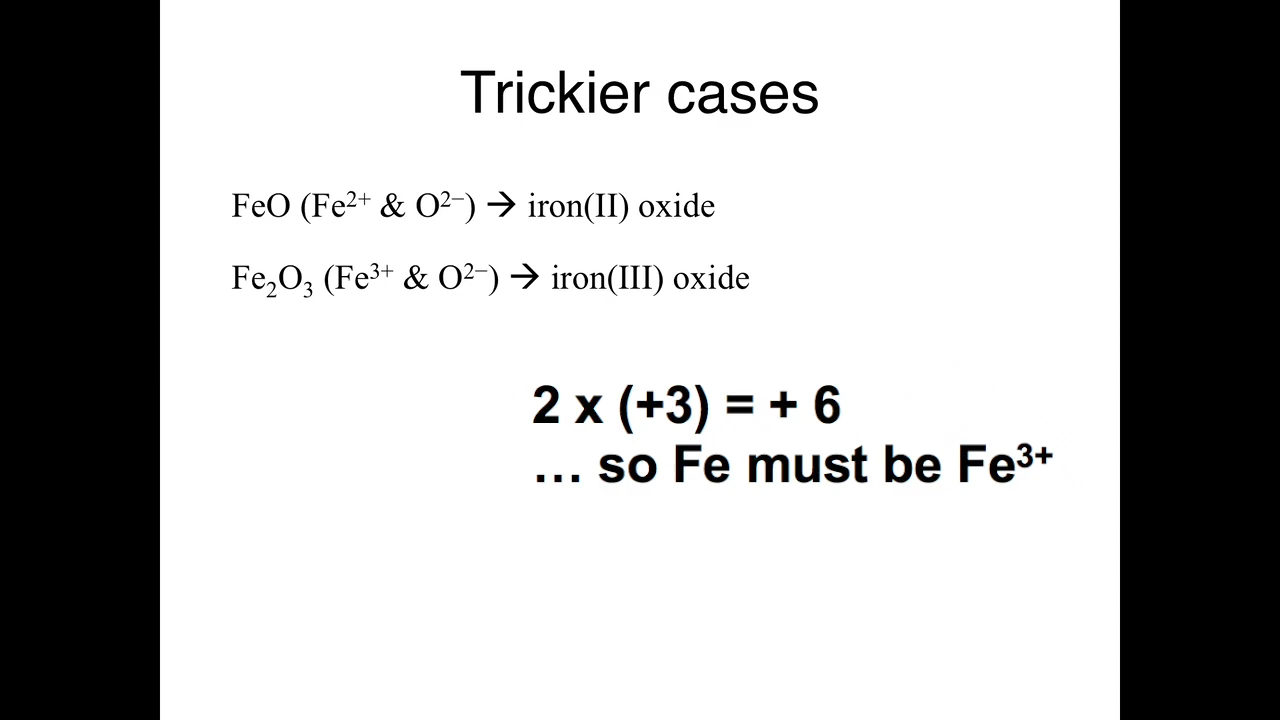 Trickier cases
FeO (Fe²⁺ & O²⁻) → iron(II) oxide
Fe₂O₃ (Fe³⁺ & O²⁻) → iron(III) oxide
2 x (+3) = + 6
… so Fe must be Fe³⁺